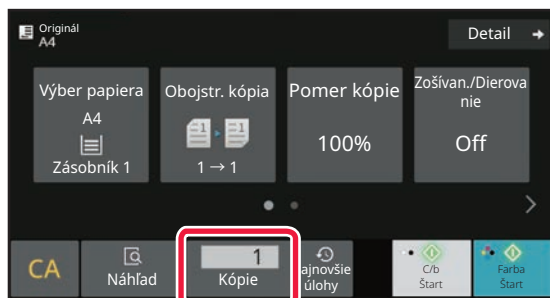 Originál
A4
Detail
Výber papiera
A4
Zásobník 1
Obojstr. kópia
1 → 1
Pomer kópie
100%
Zošívan./Dierova
nie
Off
CA
Náhľad
1
Kópie
ajnovšie
úlohy
C/b
Štart
Farba
Štart